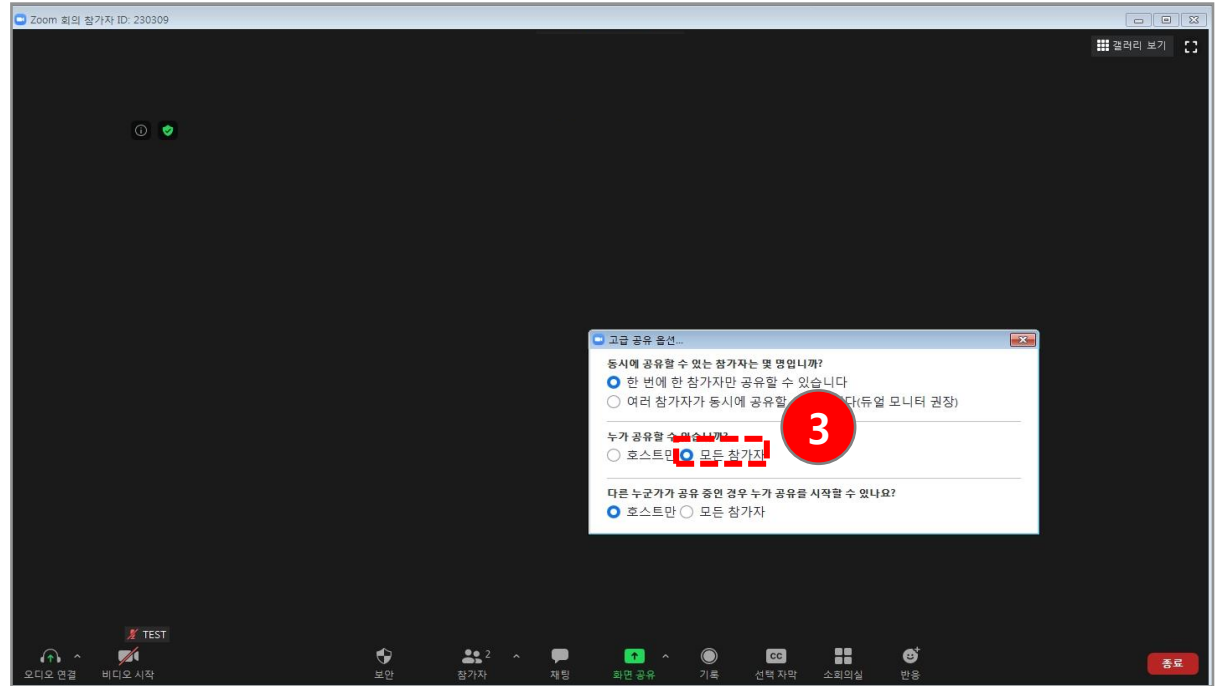 Zoom 회의 참가자 ID: 230309
갤러리 보기
고급 공유 옵션...
동시에 공유할 수 있는 참가자는 몇 명입니까?
한 번에 한 참가자만 공유할 수 있습니다
여러 참가자가 동시에 공유할 다(듀얼 모니터 권장)
3
누가 공유할 수 있습니까?
호스트만 모든 참가자
다른 누군가가 공유 중인 경우 누가 공유를 시작할 수 있나요?
호스트만 모든 참가자
TEST
2
CC
오디오 연결 비디오 시작 보안 참가자 재팅 화면 공유 기록 선택 자막 소회의실 반응 종료